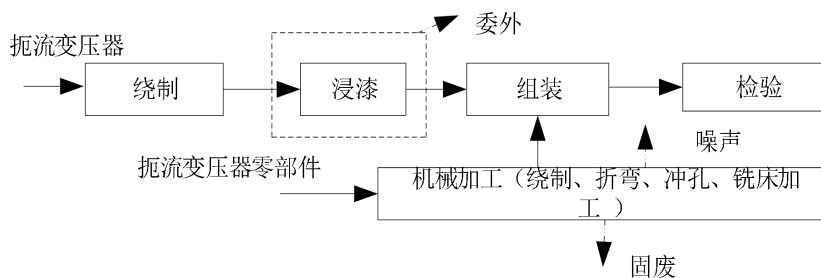 委外
扼流变压器
绕制
浸漆
组装
检验
噪声
扼流变压器零部件
机械加工（绕制、折弯、冲孔、铣床加
工）
固废